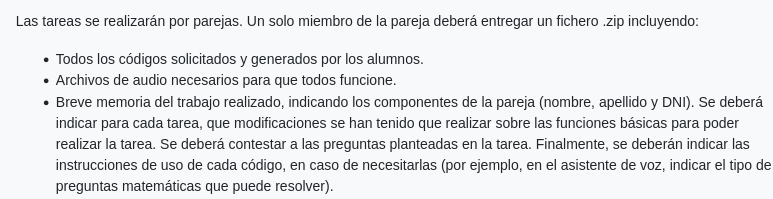 Las tareas se realizarán por parejas. Un solo miembro de la pareja deberá entregar un fichero .zip incluyendo:
• Todos los códigos solicitados y generados por los alumnos.
• Archivos de audio necesarios para que todos funcione.
• Breve memoria del trabajo realizado, indicando los componentes de la pareja (nombre, apellido y DNI). Se deberá
indicar para cada tarea, que modificaciones se han tenido que realizar sobre las funciones básicas para poder
realizar la tarea. Se deberá contestar a las preguntas planteadas en la tarea. Finalmente, se deberán indicar las
instrucciones de uso de cada código, en caso de necesitarlas (por ejemplo, en el asistente de voz, indicar el tipo de
preguntas matemáticas que puede resolver).